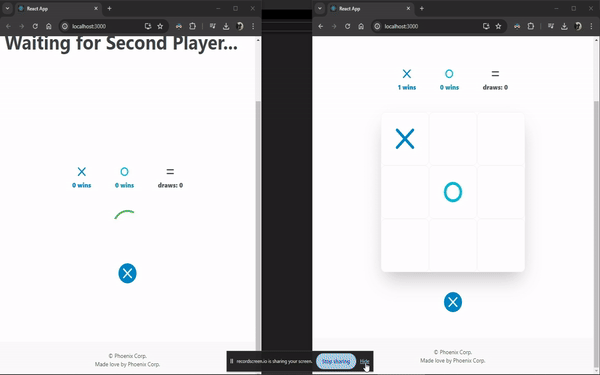 React App
localhost:3000
Waiting for Second Player...
0 wins
0 wins
draws: 0
© Phoenix Corp.
Made love by Phoenix Corp.
React App
localhost:3000
1 wins
0 wins
draws: 0
© Phoenix Corp.
Made love by Phoenix Corp.
recordscreen.io is sharing your screen.
Stop sharing
Hide